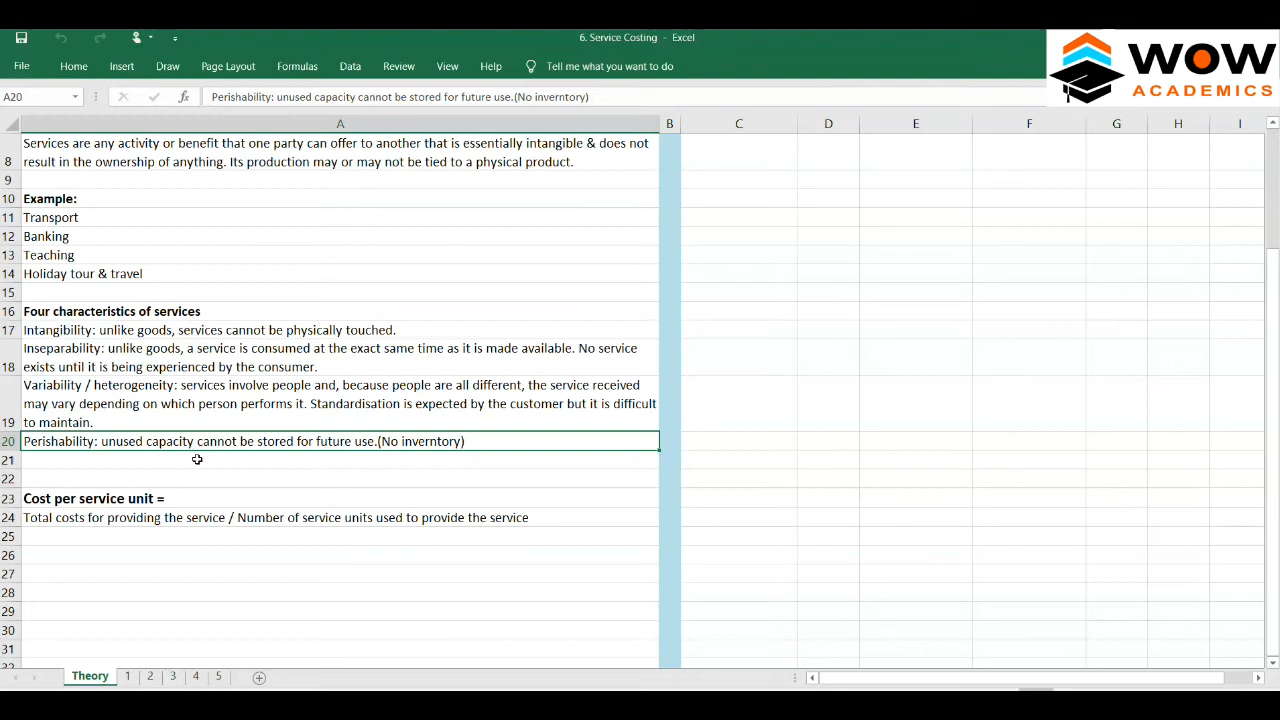 6. Service Costing - Excel
WOW
ACADEMICS
File Home Insert Draw Page Layout Formulas Data Review View Help Tell me what you want to do
A20 fx Perishability: unused capacity cannot be stored for future use.(No inverntory)
A B C D E F G H I
Services are any activity or benefit that one party can offer to another that is essentially intangible & does not
8 result in the ownership of anything. Its production may or may not be tied to a physical product.
9
10 Example:
11 Transport
12 Banking
13 Teaching
14 Holiday tour & travel
15
16 Four characteristics of services
17 Intangibility: unlike goods, services cannot be physically touched.
Inseparability: unlike goods, a service is consumed at the exact same time as it is made available. No service
18 exists until it is being experienced by the consumer.
Variability / heterogeneity: services involve people and, because people are all different, the service received
may vary depending on which person performs it. Standardisation is expected by the customer but it is difficult
19 to maintain.
20 Perishability: unused capacity cannot be stored for future use.(No inverntory)
21
22
23 Cost per service unit =
24 Total costs for providing the service / Number of service units used to provide the service
25
26
27
28
29
30
31
32
Theory 1 2 3 4 5